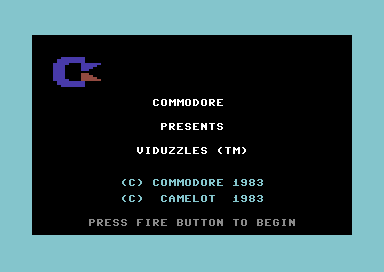 COMMODORE
PRESENTS
VIDUZZLES (TM)
(C) COMMODORE 1983
(C) CAMELOT 1983
PRESS FIRE BUTTON TO BEGIN